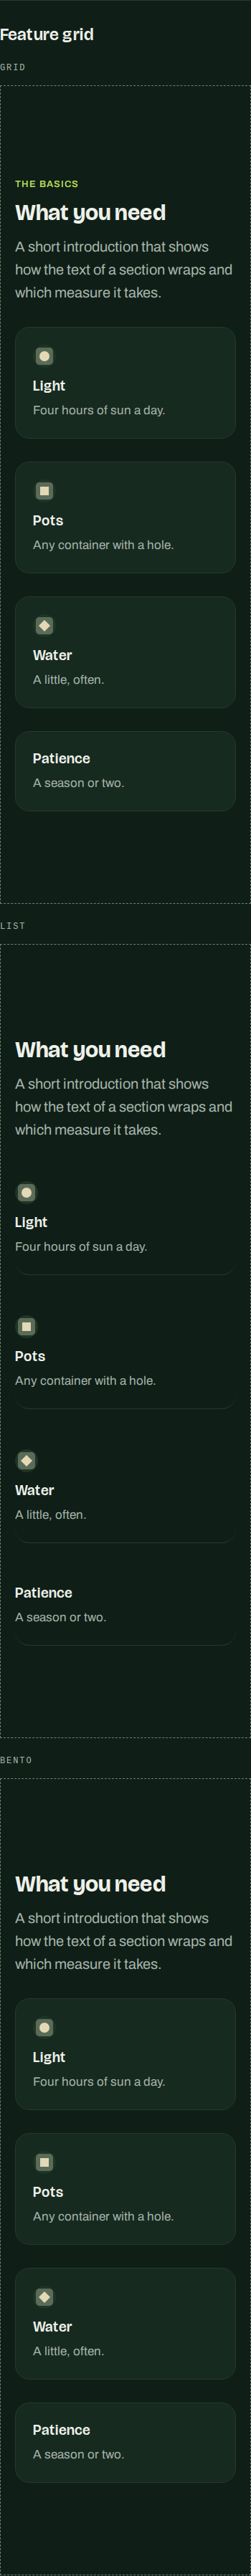 Feature grid
GRID
THE BASICS
What you need
A short introduction that shows
how the text of a section wraps and
which measure it takes.
Light
Four hours of sun a day.
Pots
Any container with a hole.
Water
A little, often.
Patience
A season or two.
LIST
What you need
A short introduction that shows
how the text of a section wraps and
which measure it takes.
Light
Four hours of sun a day.
Pots
Any container with a hole.
Water
A little, often.
Patience
A season or two.
BENTO
What you need
A short introduction that shows
how the text of a section wraps and
which measure it takes.
Light
Four hours of sun a day.
Pots
Any container with a hole.
Water
A little, often.
Patience
A season or two.